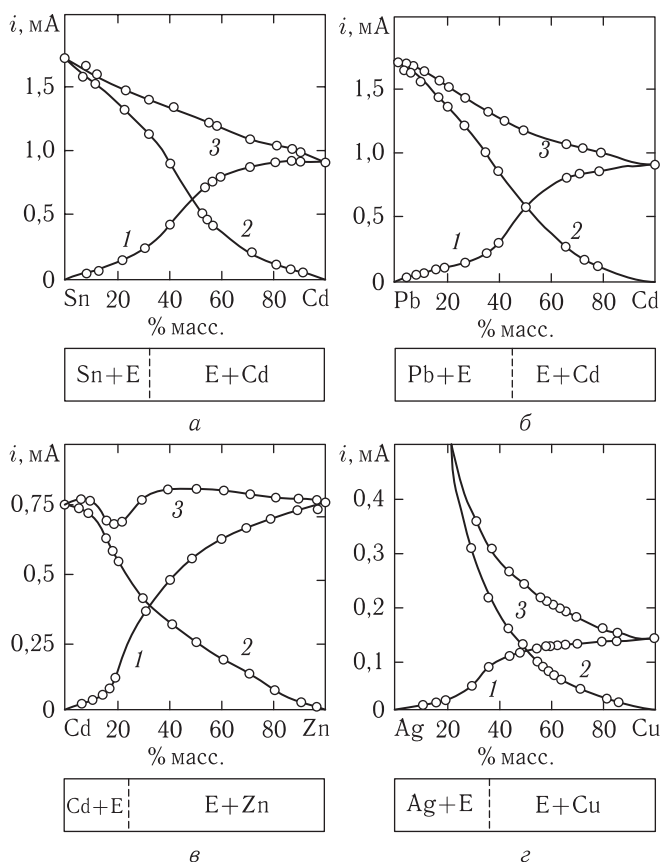 i, мА
1,5
1,0
0,5
0
1
2
3
Sn 20 40 60 80 Cd
% масс.
Sn+E E+Cd
а
i, мА
1,5
1,0
0,5
0
1
2
3
Pb 20 40 60 80 Cd
% масс.
Pb+E E+Cd
б
i, мА
0,75
0,5
0,25
0
1
2
3
Cd 20 40 60 80 Zn
% масс.
Cd+E E+Zn
в
i, мА
0,4
0,3
0,2
0,1
0
1
2
3
Ag 20 40 60 80 Cu
% масс.
Ag+E E+Cu
г